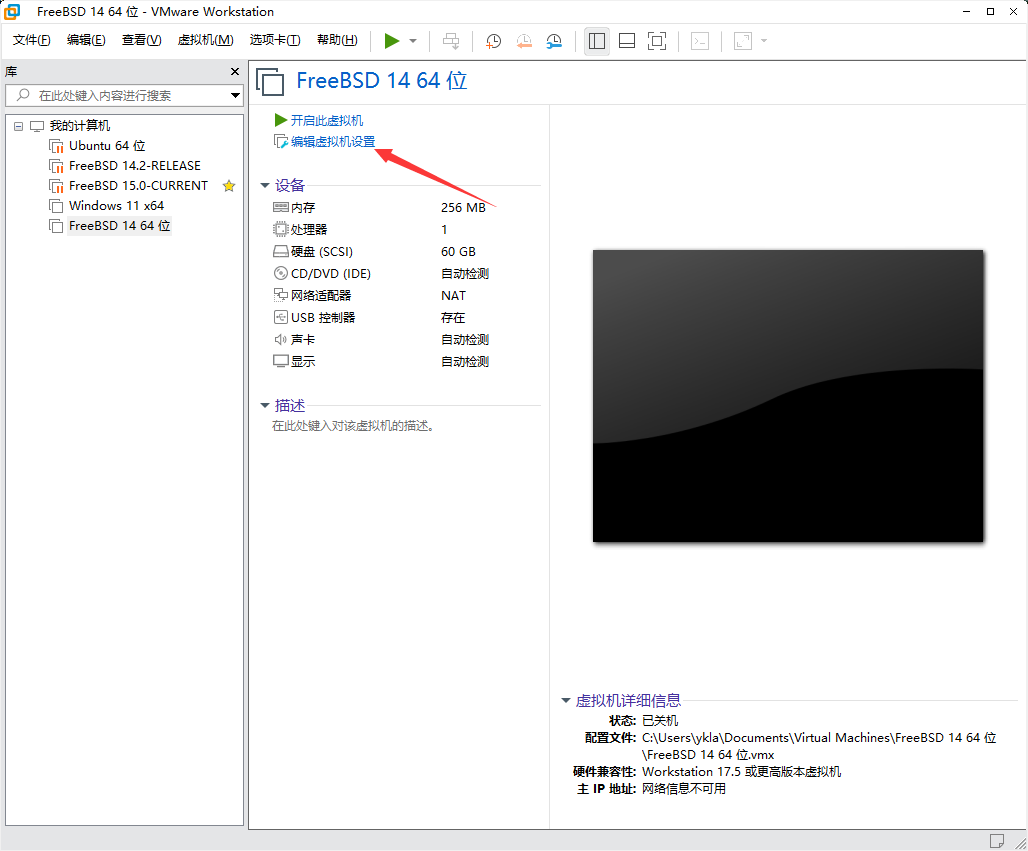 FreeBSD 14 64 位 - VMware Workstation
文件(F) 编辑(E) 查看(V) 虚拟机(M) 选项卡(T) 帮助(H)
库
在此处键入内容进行搜索
我的计算机
Ubuntu 64 位
FreeBSD 14.2-RELEASE
FreeBSD 15.0-CURRENT
Windows 11 x64
FreeBSD 14 64 位
FreeBSD 14 64 位
开启此虚拟机
编辑虚拟机设置
设备
内存 256 MB
处理器 1
硬盘 (SCSI) 60 GB
CD/DVD (IDE) 自动检测
网络适配器 NAT
USB 控制器 存在
声卡 自动检测
显示 自动检测
描述
在此处键入对该虚拟机的描述。
虚拟机详细信息
状态: 已关机
配置文件: C:\Users\ykla\Documents\Virtual Machines\FreeBSD 14 64 位
\FreeBSD 14 64 位.vmx
硬件兼容性: Workstation 17.5 或更高版本虚拟机
主 IP 地址: 网络信息不可用